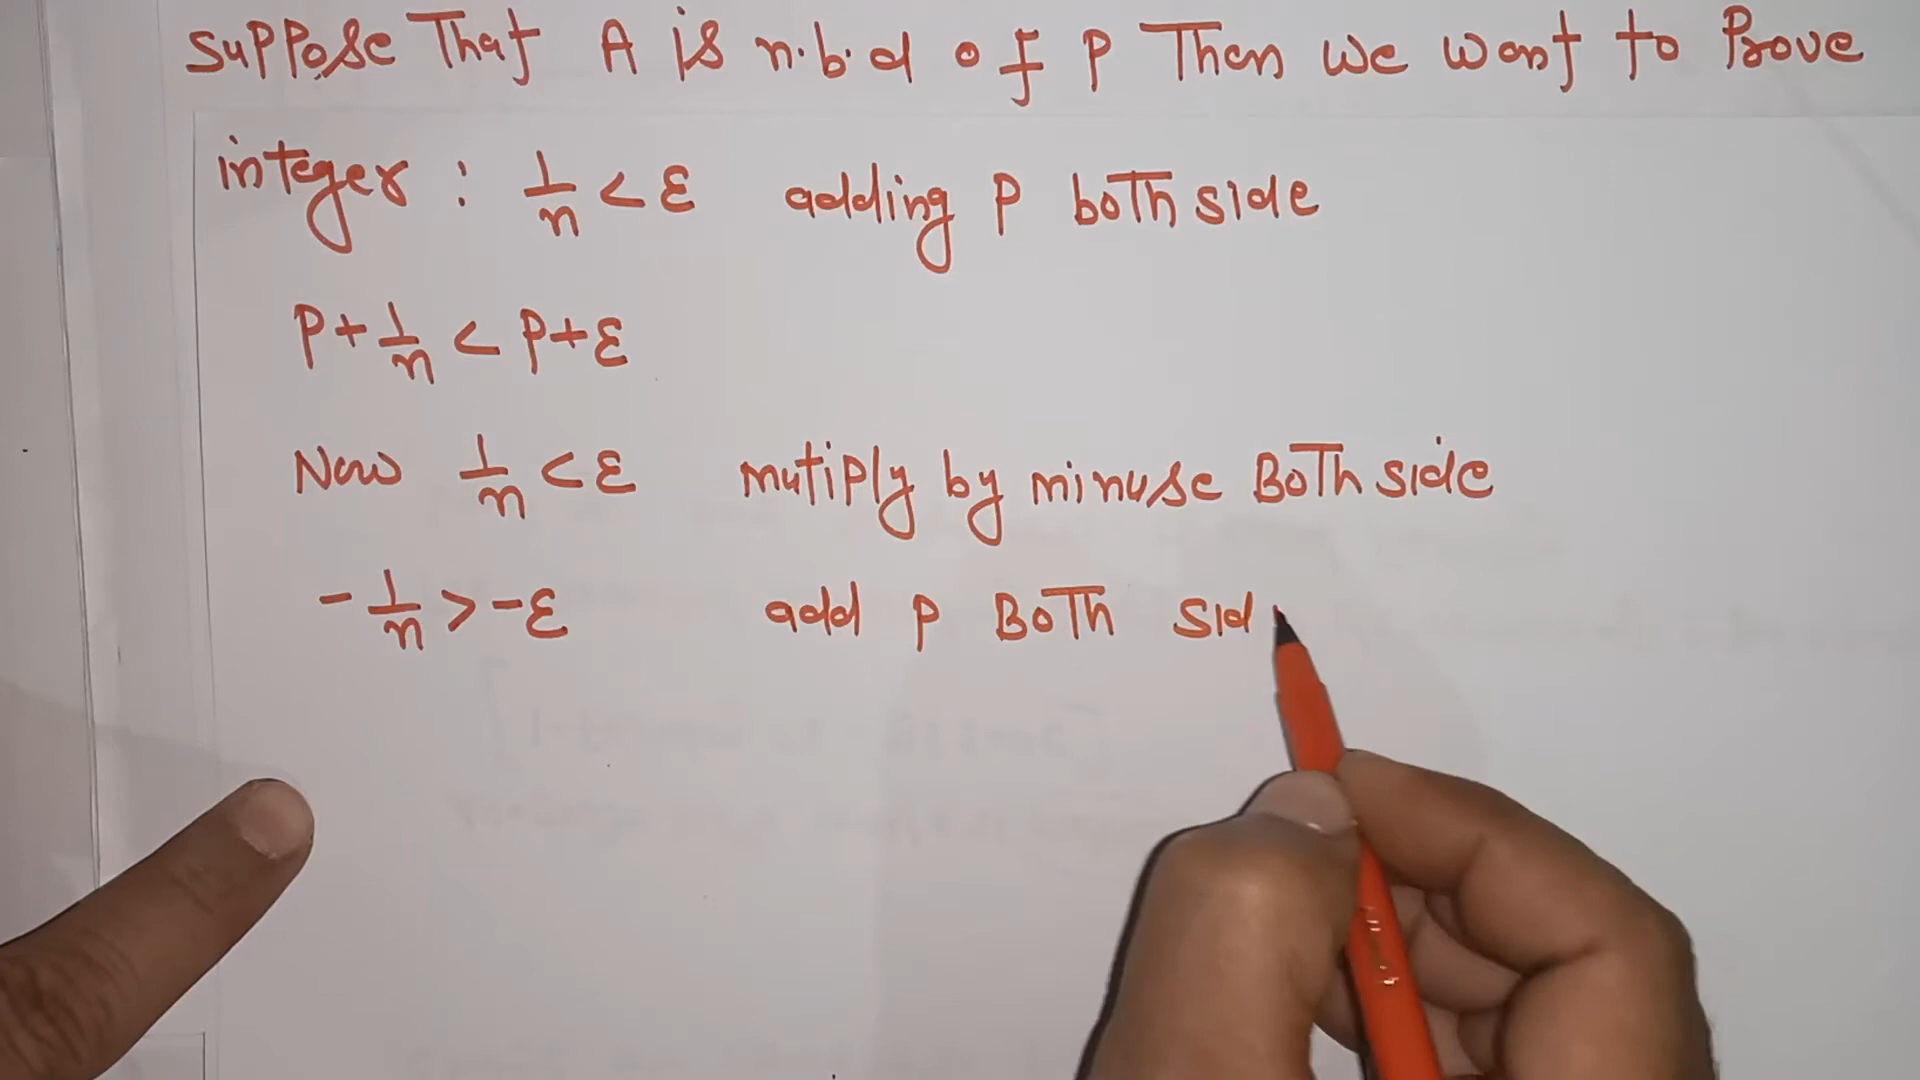 Suppose That A is n.b.d of P Then we want to Prove
integer : 1/n < ε adding P both side
P + 1/n < P + ε
Now 1/n < ε mutiply by minuse Both side
- 1/n > - ε add P Both sid